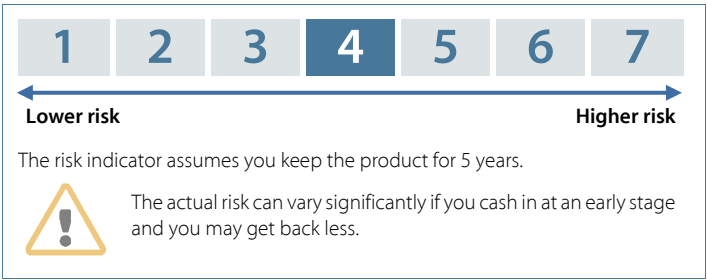 1 2 3 4 5 6 7
Lower risk Higher risk
The risk indicator assumes you keep the product for 5 years.
The actual risk can vary significantly if you cash in at an early stage
and you may get back less.